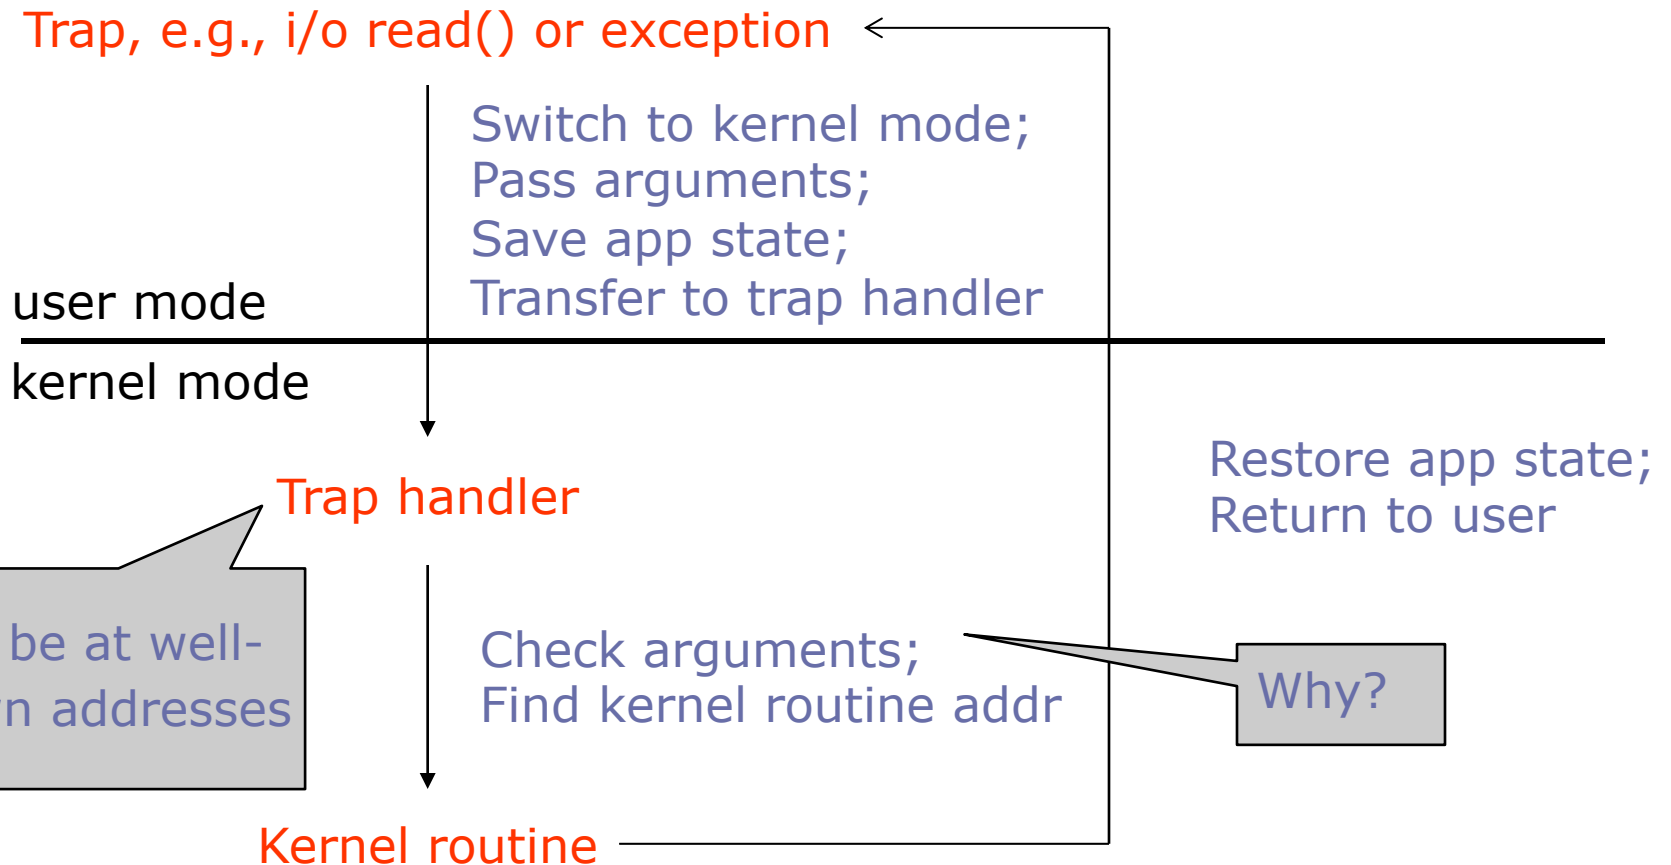 Trap, e.g., i/o read() or exception
Switch to kernel mode;
Pass arguments;
Save app state;
Transfer to trap handler
user mode
kernel mode
Trap handler
Restore app state;
Return to user
be at well-
n addresses
Check arguments;
Find kernel routine addr
Why?
Kernel routine